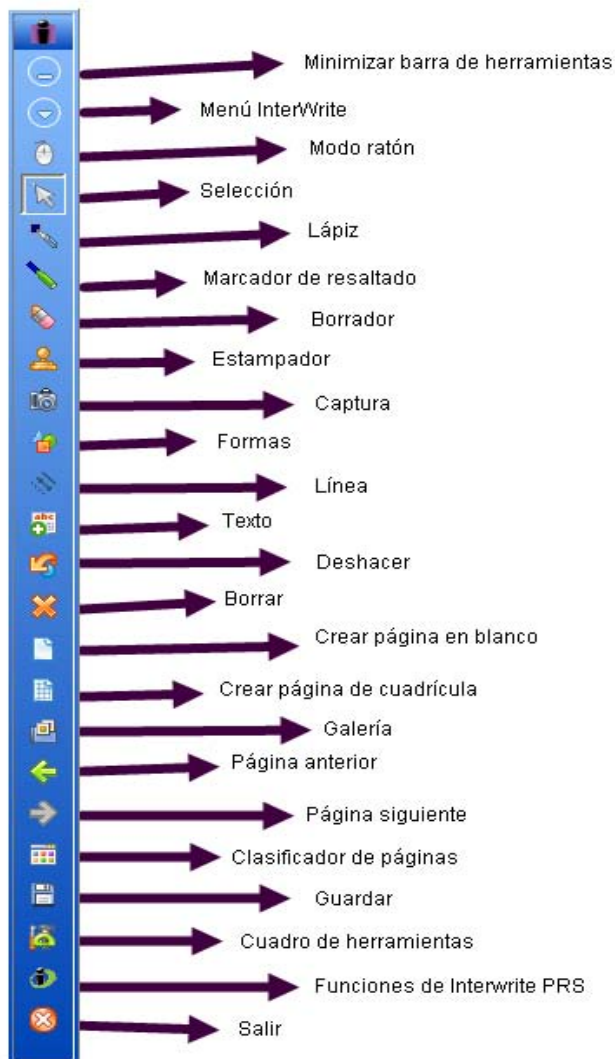 Minimizar barra de herramientas
Menú InterWrite
Modo ratón
Selección
Lápiz
Marcador de resaltado
Borrador
Estampador
Captura
Formas
Línea
abc
Texto
Deshacer
Borrar
Crear página en blanco
Crear página de cuadrícula
Galería
Página anterior
Página siguiente
Clasificador de páginas
Guardar
Cuadro de herramientas
Funciones de Interwrite PRS
Salir